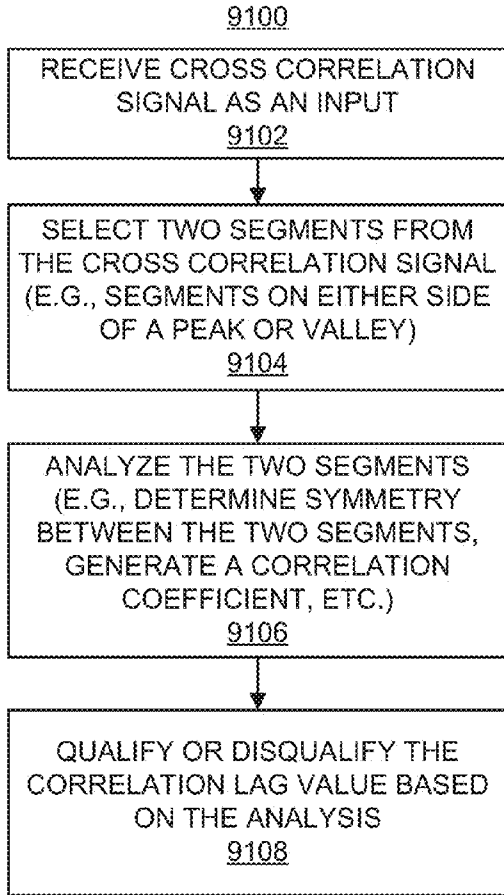 9100
RECEIVE CROSS CORRELATION
SIGNAL AS AN INPUT
9102
SELECT TWO SEGMENTS FROM
THE CROSS CORRELATION SIGNAL
(E.G., SEGMENTS ON EITHER SIDE
OF A PEAK OR VALLEY)
9104
ANALYZE THE TWO SEGMENTS
(E.G., DETERMINE SYMMETRY
BETWEEN THE TWO SEGMENTS,
GENERATE A CORRELATION
COEFFICIENT, ETC.)
9106
QUALIFY OR DISQUALIFY THE
CORRELATION LAG VALUE BASED
ON THE ANALYSIS
9108